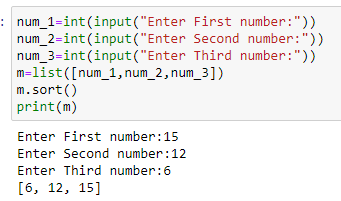 num_1=int(input("Enter First number:"))
num_2=int(input("Enter Second number:"))
num_3=int(input("Enter Third number:"))
m=list([num_1,num_2,num_3])
m.sort()
print(m)
Enter First number:15
Enter Second number:12
Enter Third number:6
[6, 12, 15]